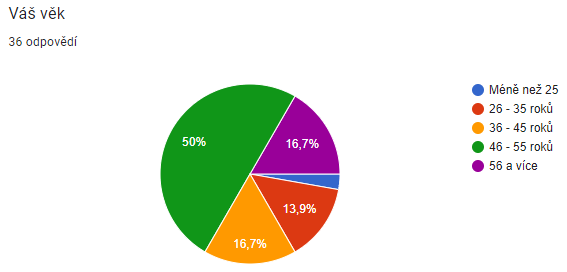 Váš věk
36 odpovědí
Méně než 25
26 - 35 roků
36 - 45 roků
46 - 55 roků
56 a více
50%
16,7%
13,9%
16,7%